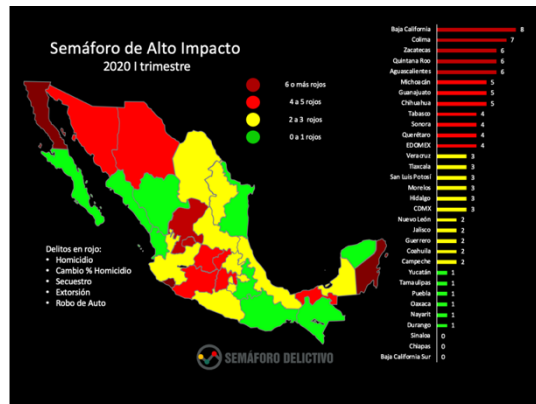 Semáforo de Alto Impacto
2020 I trimestre
6 o más rojos
4 a 5 rojos
2 a 3 rojos
0 a 1 rojos
Delitos en rojo:
• Homicidio
• Cambio % Homicidio
• Secuestro
• Extorsión
• Robo de Auto
SEMÁFORO DELICTIVO
Baja California 8
Colima 7
Zacatecas 6
Quintana Roo 6
Aguascalientes 6
Michoacán 5
Guanajuato 5
Chihuahua 5
Tabasco 4
Sonora 4
Querétaro 4
EDOMEX 4
Veracruz 3
Tlaxcala 3
San Luis Potosí 3
Morelos 3
Hidalgo 3
CDMX 3
Nuevo León 2
Jalisco 2
Guerrero 2
Coahuila 2
Campeche 2
Yucatán 1
Tamaulipas 1
Puebla 1
Oaxaca 1
Nayarit 1
Durango 1
Sinaloa 0
Chiapas 0
Baja California Sur 0